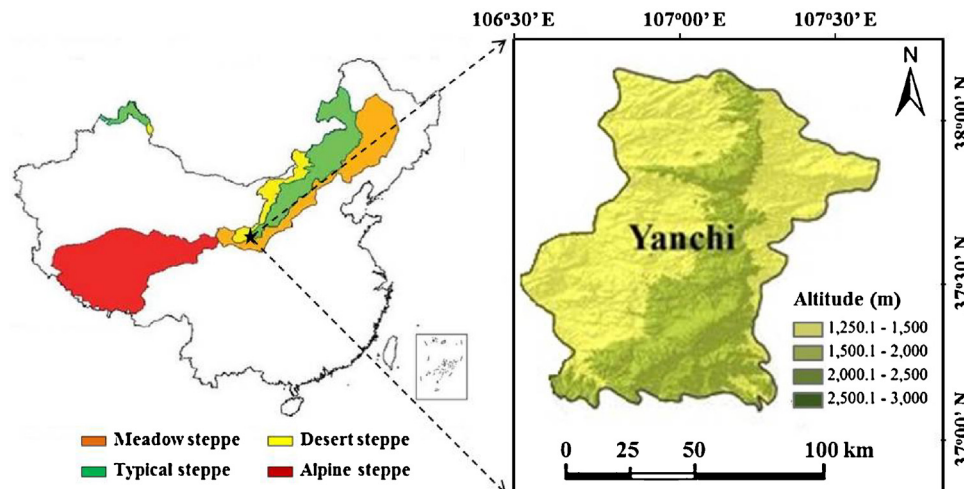 106°30' E 107°00' E 107°30' E
N
38°00' N
Yanchi
37°30' N
Altitude (m)
1,250.1 - 1,500
1,500.1 - 2,000
2,000.1 - 2,500
2,500.1 - 3,000
37°00' N
Meadow steppe Desert steppe
Typical steppe Alpine steppe
0 25 50 100 km